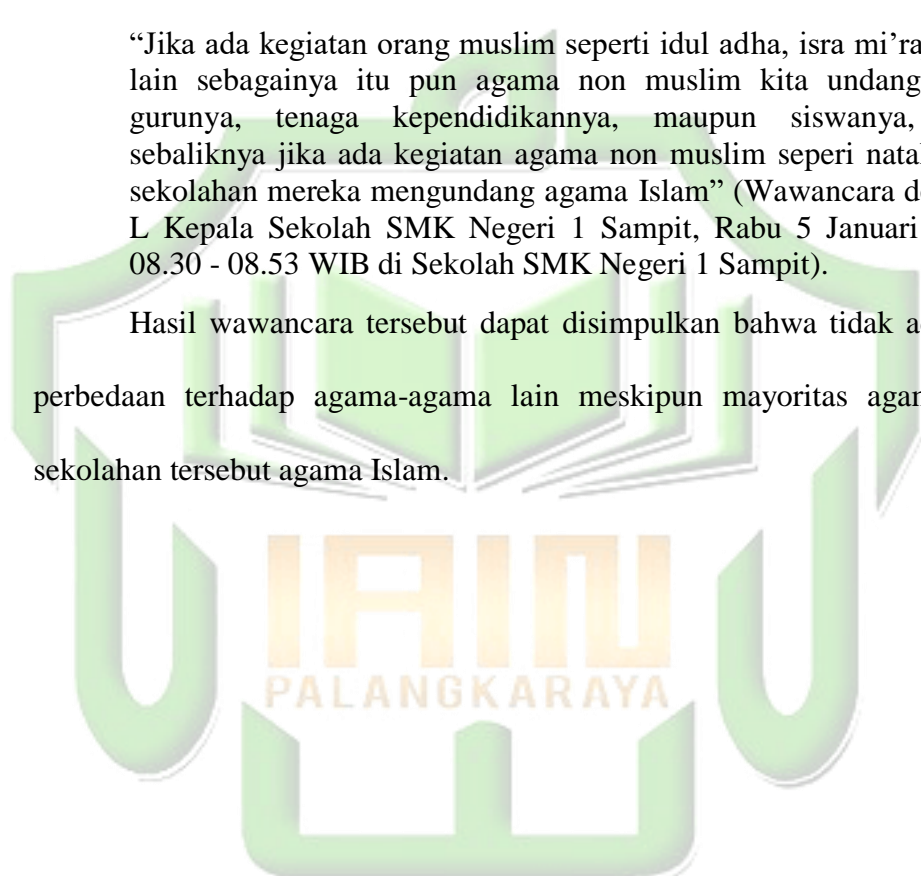 “Jika ada kegiatan orang muslim seperti idul adha, isra mi’ra
lain sebagainya itu pun agama non muslim kita undang
gurunya, tenaga kependidikannya, maupun siswanya,
sebaliknya jika ada kegiatan agama non muslim seperi natal
sekolahan mereka mengundang agama Islam” (Wawancara de
L Kepala Sekolah SMK Negeri 1 Sampit, Rabu 5 Januari
08.30 - 08.53 WIB di Sekolah SMK Negeri 1 Sampit).
Hasil wawancara tersebut dapat disimpulkan bahwa tidak a
perbedaan terhadap agama-agama lain meskipun mayoritas agam
sekolahan tersebut agama Islam.
IAIN
PALANGKARAYA